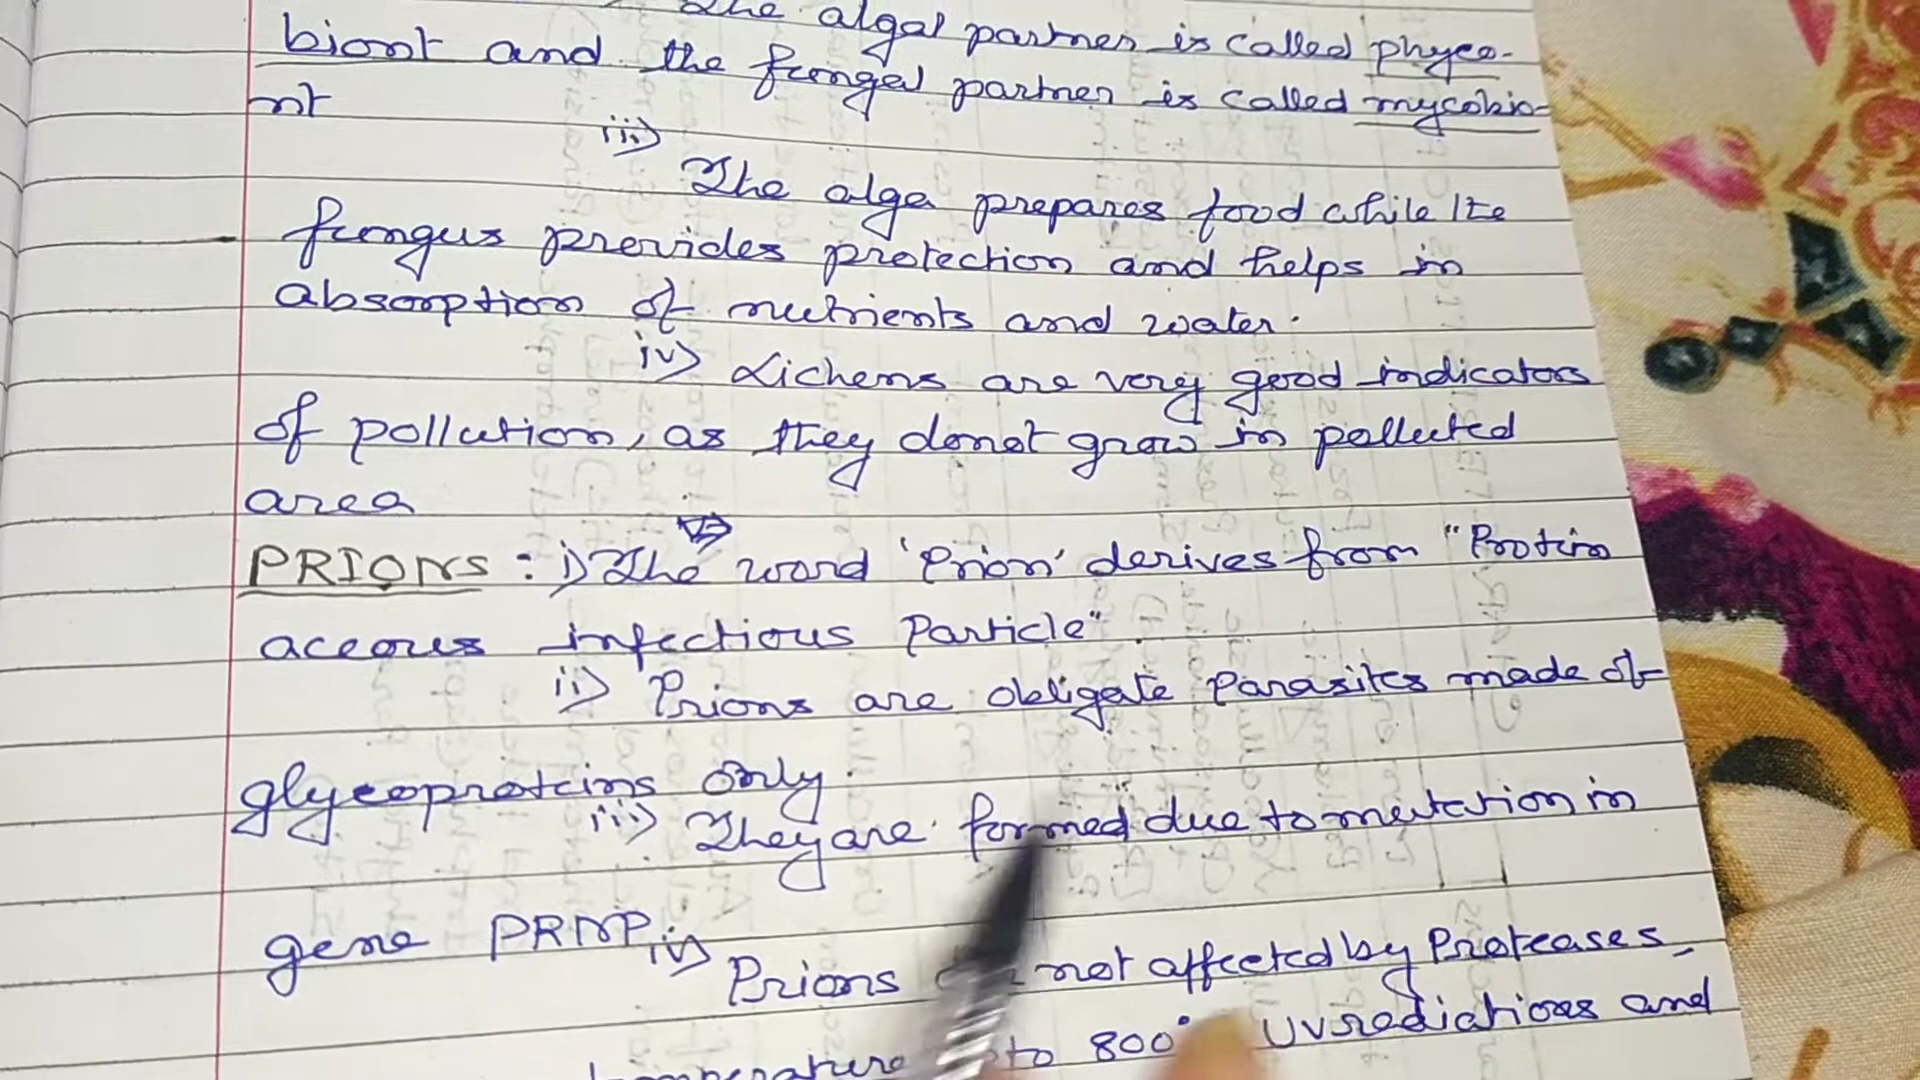 The algal partner is called phyco-
biont and the fungal partner is called mycobio-
nt
iii) The alga prepares food while the
fungus provides protection and helps in
absorption of nutrients and water.
iv) Lichens are very good indicators
of pollution, as they donot grow in polluted
area
PRIONS : i) The word 'Prion' derives from "Protin
aceous infectious Particle"
ii) Prions are obligate Parasites made of
glycoproteins only.
iii) They are formed due to mutation in
gene PRNP
iv) Prions not affected by Proteases,
temperature to 800° UV radiations and